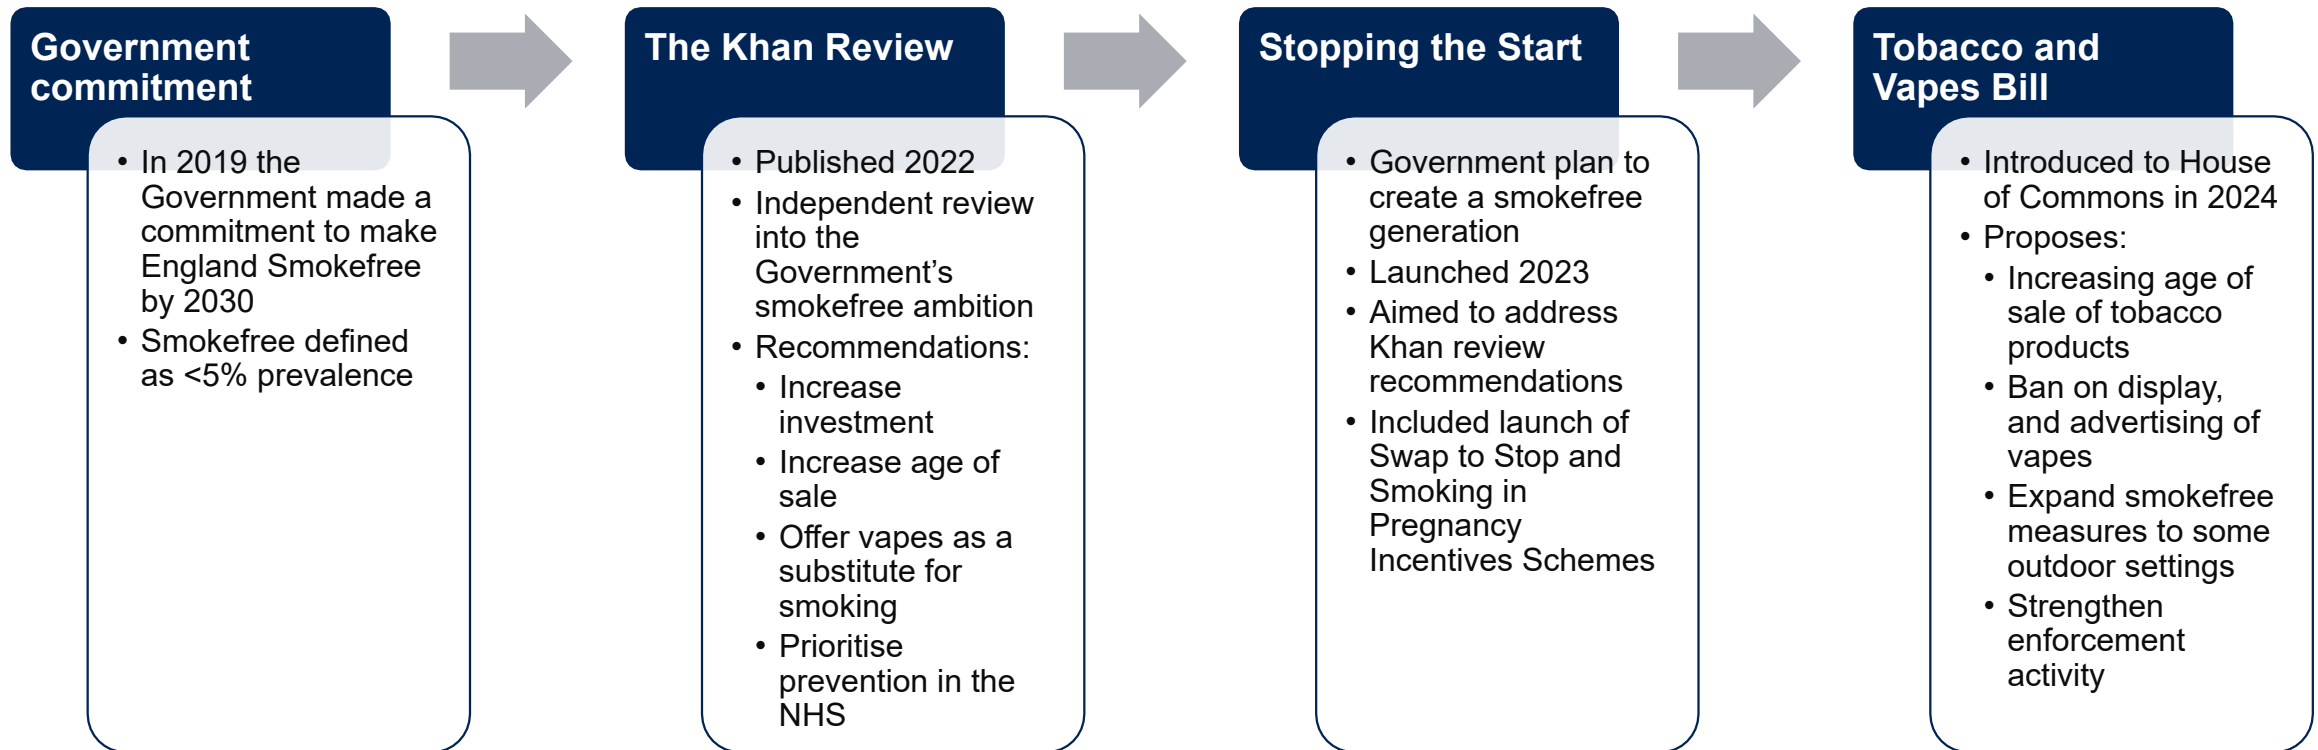 Government
commitment
• In 2019 the
Government made a
commitment to make
England Smokefree
by 2030
• Smokefree defined
as <5% prevalence
The Khan Review
• Published 2022
• Independent review
into the
Government’s
smokefree ambition
• Recommendations:
• Increase
investment
• Increase age of
sale
• Offer vapes as a
substitute for
smoking
• Prioritise
prevention in the
NHS
Stopping the Start
• Government plan to
create a smokefree
generation
• Launched 2023
• Aimed to address
Khan review
recommendations
• Included launch of
Swap to Stop and
Smoking in
Pregnancy
Incentives Schemes
Tobacco and
Vapes Bill
• Introduced to House
of Commons in 2024
• Proposes:
• Increasing age of
sale of tobacco
products
• Ban on display,
and advertising of
vapes
• Expand smokefree
measures to some
outdoor settings
• Strengthen
enforcement
activity